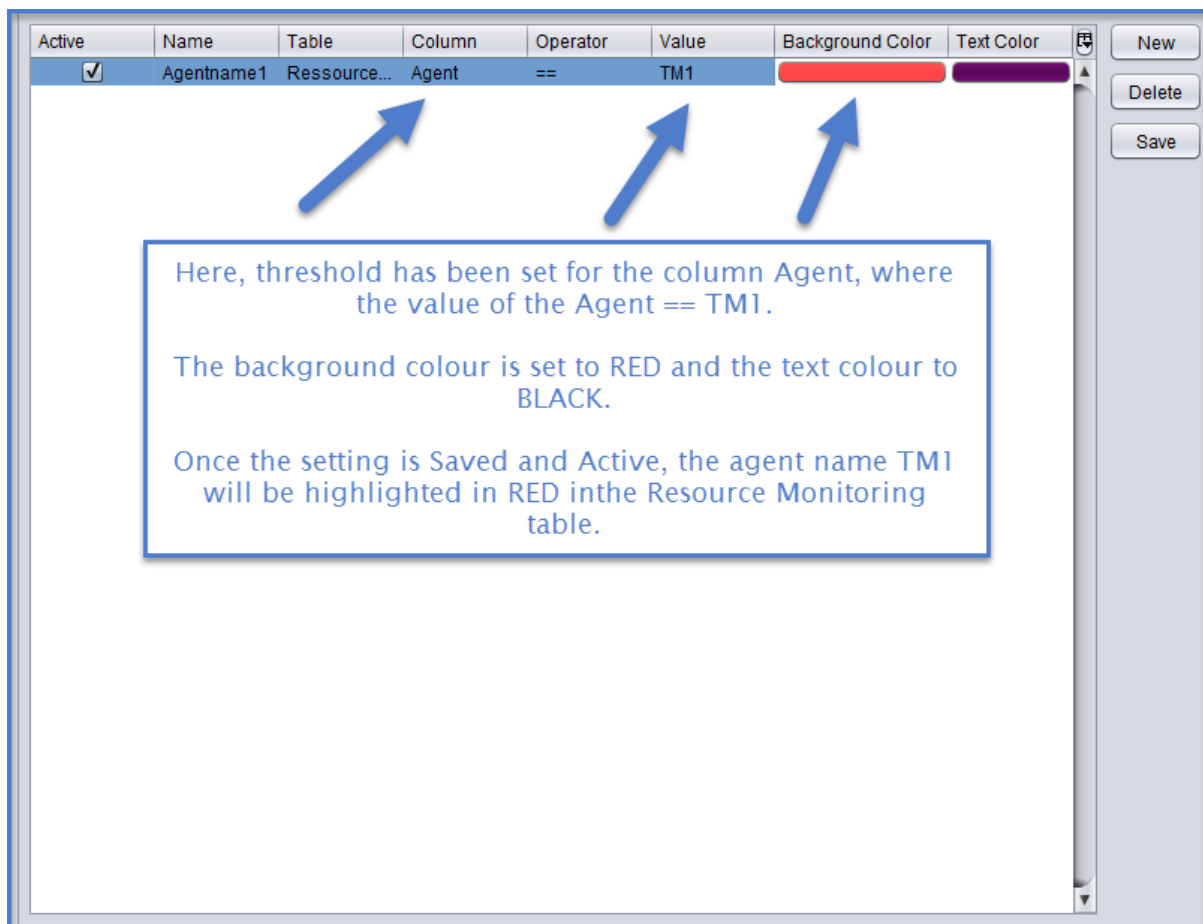 Active Name Table Column Operator Value Background Color Text Color
New
Agentname1 Ressource... Agent == TM1
Delete
Save
Here, threshold has been set for the column Agent, where
the value of the Agent == TM1.
The background colour is set to RED and the text colour to
BLACK.
Once the setting is Saved and Active, the agent name TM1
will be highlighted in RED inthe Resource Monitoring
table.